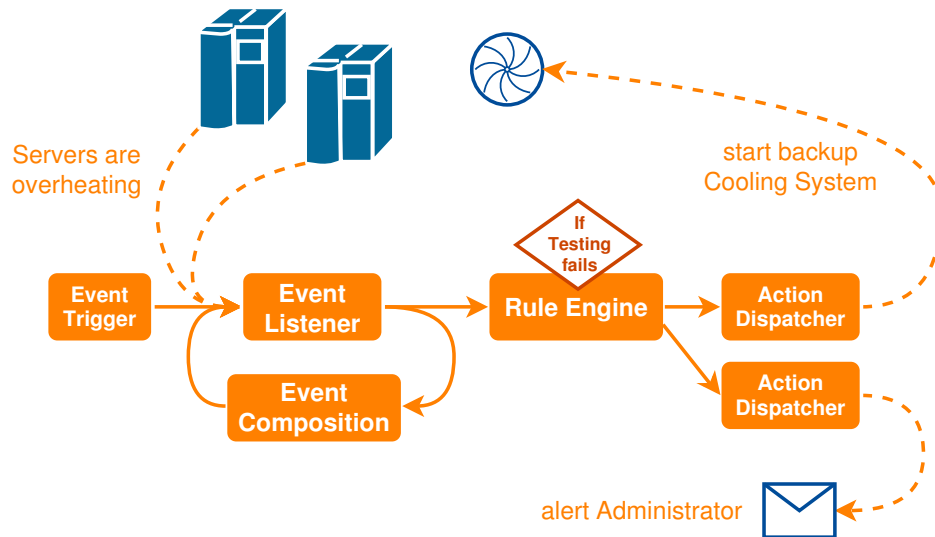 Servers are
overheating
start backup
Cooling System
If
Testing
fails
Event
Trigger
Event
Listener
Rule Engine
Action
Dispatcher
Event
Composition
Action
Dispatcher
alert Administrator